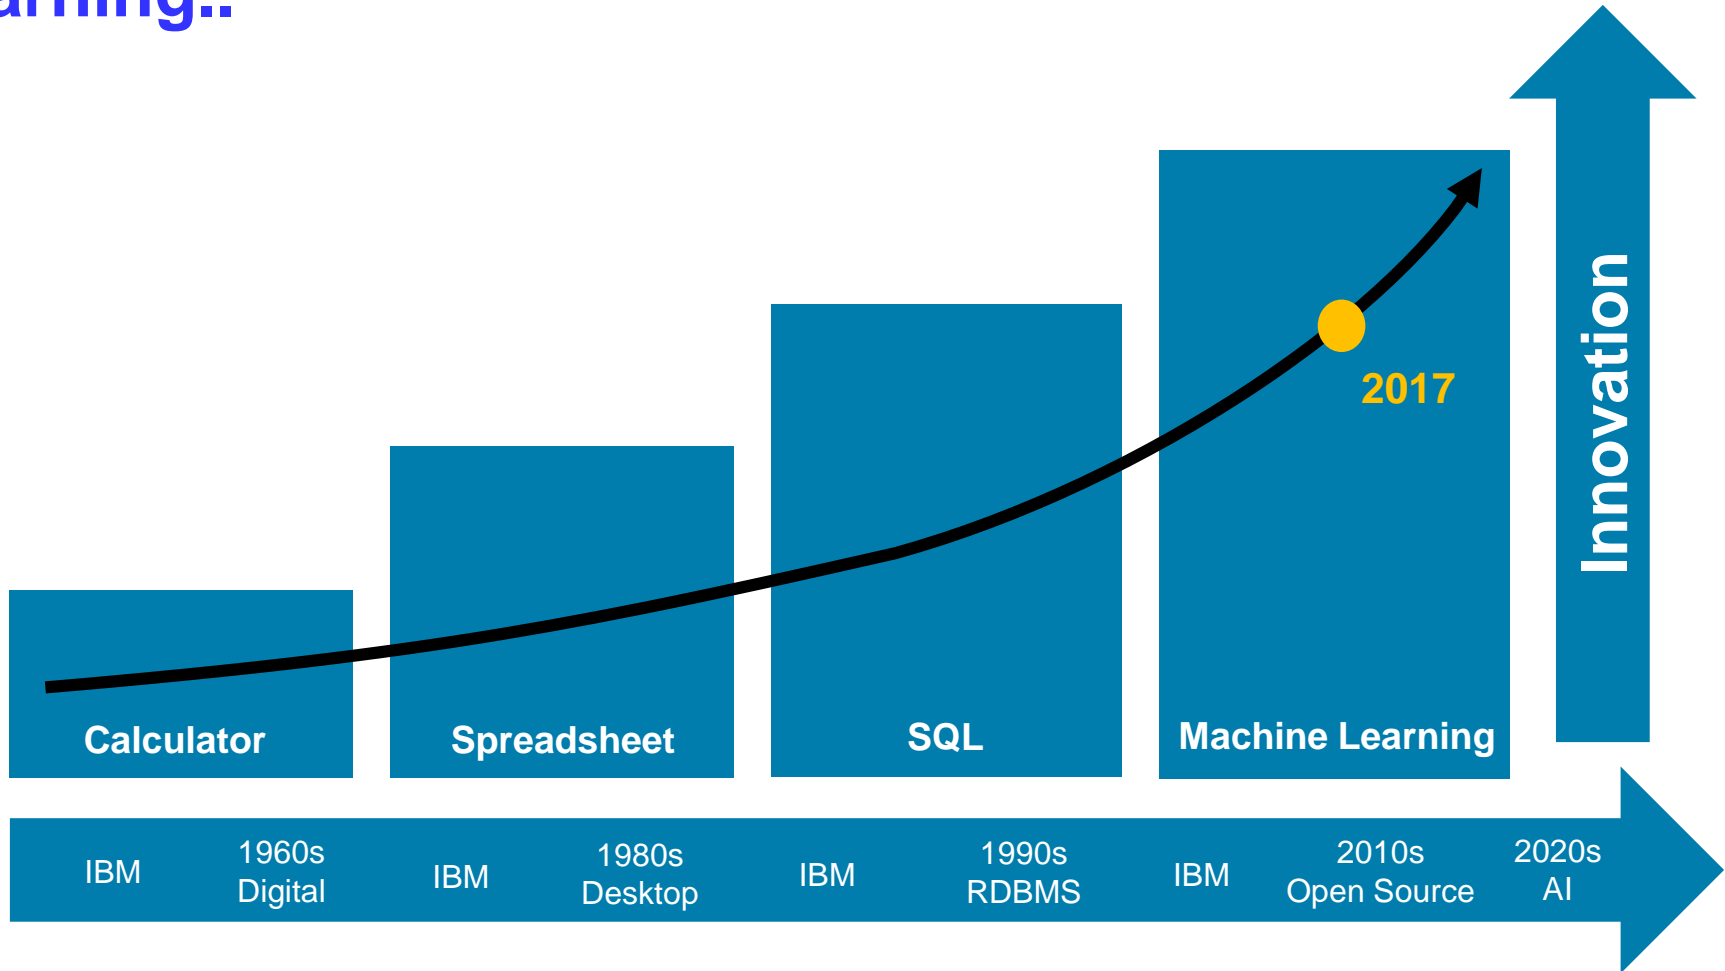 arning..
2017
Innovation
Calculator
Spreadsheet
SQL
Machine Learning
IBM
1960s
Digital
IBM
1980s
Desktop
IBM
1990s
RDBMS
IBM
2010s
Open Source
2020s
AI